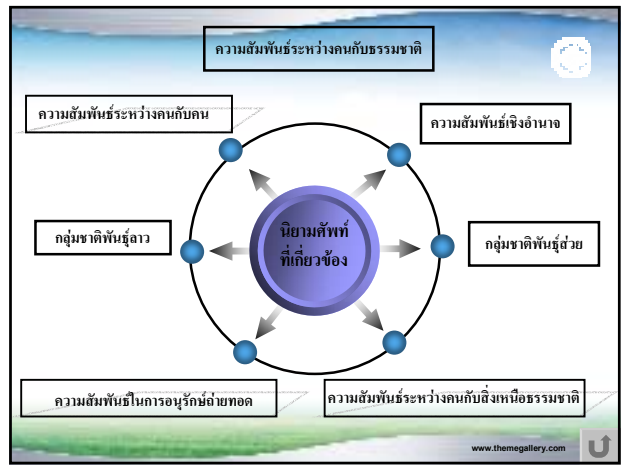 ความสัมพันธ์ระหว่างคนกับธรรมชาติ
ความสัมพันธ์ระหว่างคนกับคน
ความสัมพันธ์เชิงอำนาจ
นิยามศัพท์
ที่เกี่ยวข้อง
กลุ่มชาติพันธุ์ลาว
กลุ่มชาติพันธุ์ส่วย
ความสัมพันธ์ในการอนุรักษ์ถ่ายทอด
ความสัมพันธ์ระหว่างคนกับสิ่งเหนือธรรมชาติ
www.themegallery.com